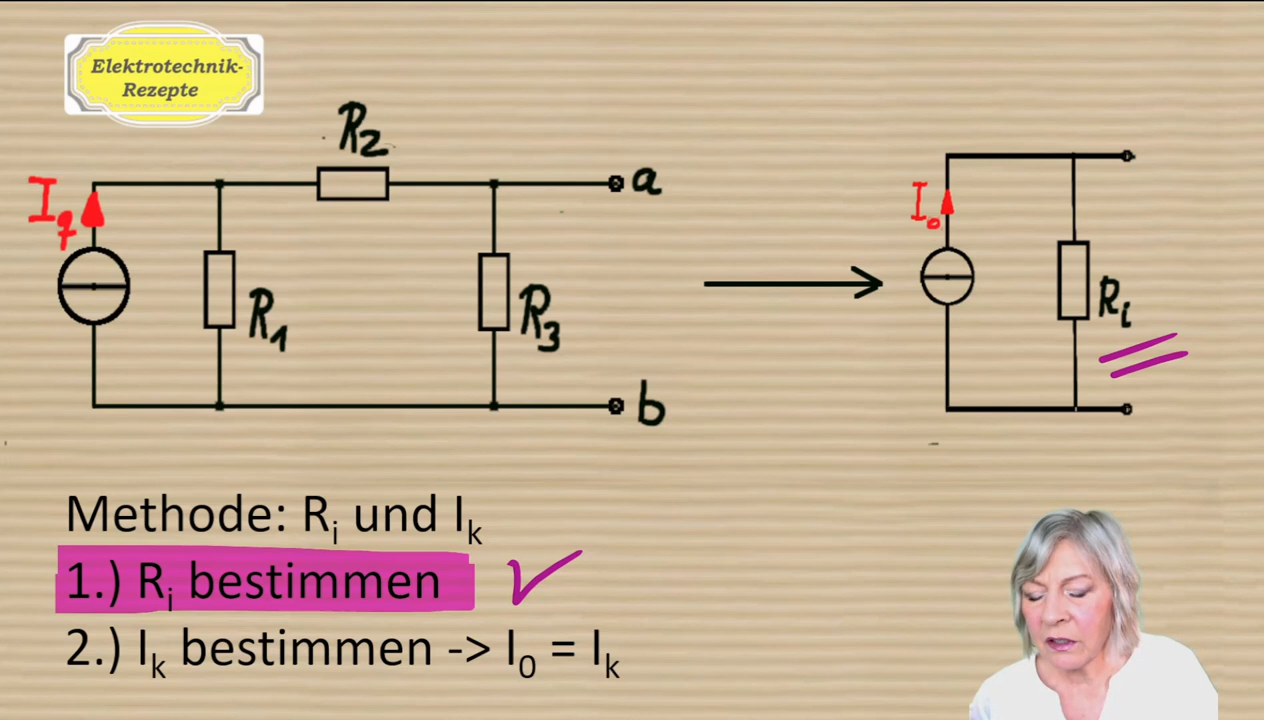 Elektrotechnik-
Rezepte
R2
Iq
a
I0
R1
R3
Ri
b
Methode: Ri und Ik
1.) Ri bestimmen
2.) Ik bestimmen -> I0 = Ik